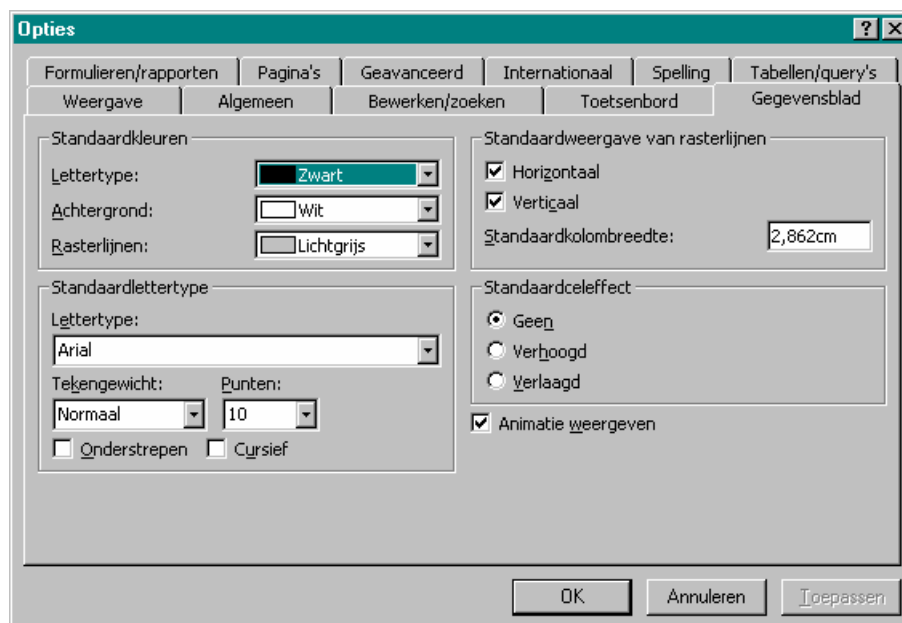 Opties
Formulieren/rapporten Pagina's Geavanceerd Internationaal Spelling Tabellen/query's
Weergave Algemeen Bewerken/zoeken Toetsenbord Gegevensblad
Standaardkleuren
Lettertype: Zwart
Achtergrond: Wit
Rasterlijnen: Lichtgrijs
Standaardlettertype
Lettertype:
Arial
Tekengewicht: Punten:
Normaal 10
Onderstrepen Cursief
Standaardweergave van rasterlijnen
Horizontaal
Verticaal
Standaardkolombreedte: 2,862cm
Standaardceleffect
Geen
Verhoogd
Verlaagd
Animatie weergeven
OK Annuleren Toepassen